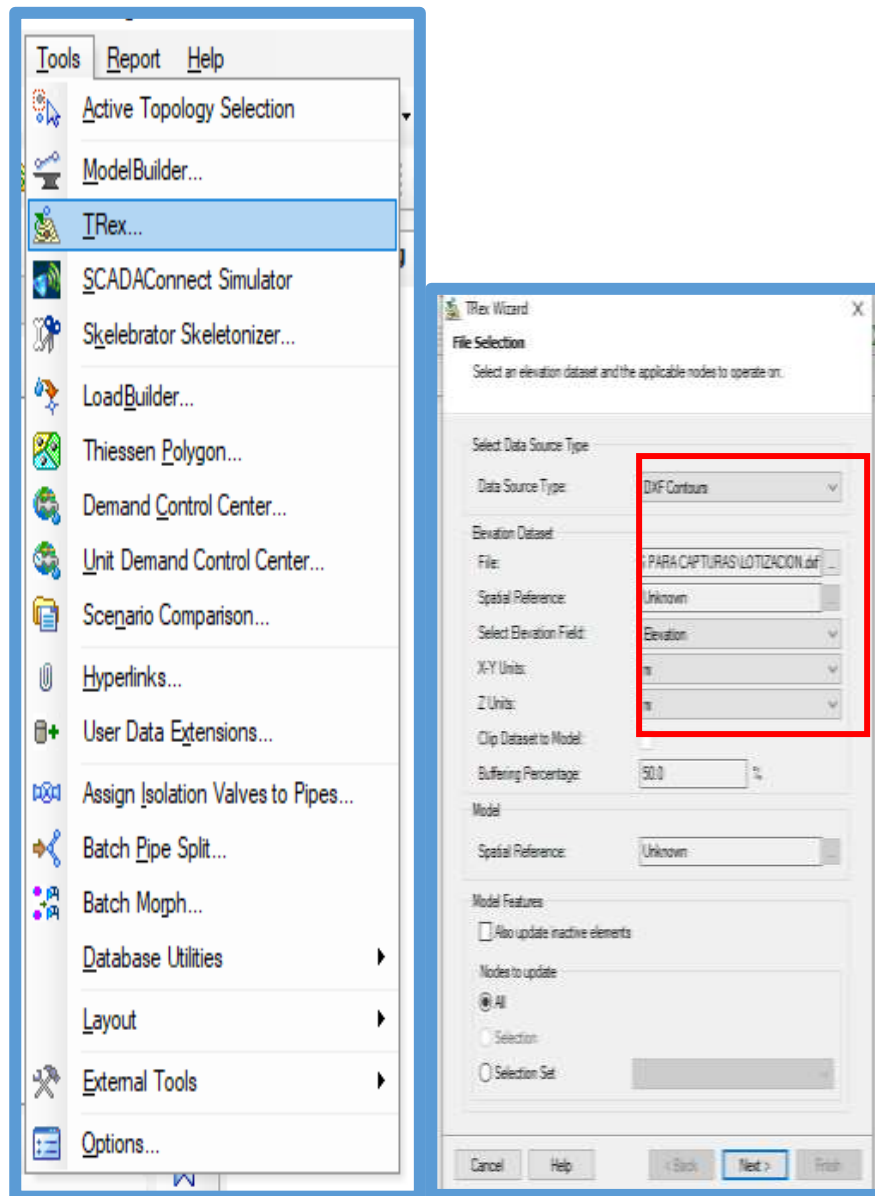 Tools Report Help
Active Topology Selection
ModelBuilder...
TRex...
SCADAConnect Simulator
Skelebrator Skeletonizer...
LoadBuilder...
Thiessen Polygon...
Demand Control Center...
Unit Demand Control Center...
Scenario Comparison...
Hyperlinks...
User Data Extensions...
Assign Isolation Valves to Pipes...
Batch Pipe Split...
Batch Morph...
Database Utilities
Layout
External Tools
Options...
TRex Wizard
File Selection
Select an elevation dataset and the applicable nodes to operate on.
Select Data Source Type
Data Source Type: DXF Contours
Elevation Dataset
File: PARA CAPTURAS\LOTIZACION.dxf ...
Spatial Reference: Unknown ...
Select Elevation Field: Elevation
X-Y Units: m
Z Units: m
Clip Dataset to Model:
Buffering Percentage: 50.0 %
Model
Spatial Reference: Unknown ...
Model Features
Also update inactive elements
Nodes to update
All
Selection
Selection Set
Cancel Help < Back Next > Finish